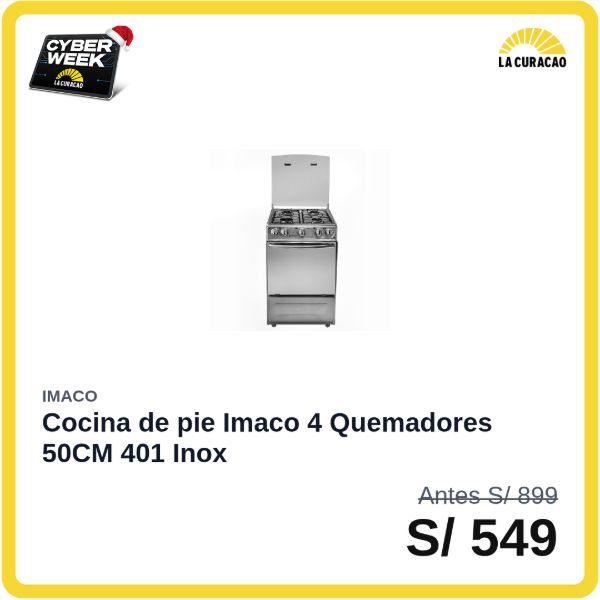 CYBER
WEEK
LA CURACAO
LA CURACAO
IMACO
Cocina de pie Imaco 4 Quemadores
50CM 401 Inox
Antes S/ 899
S/ 549